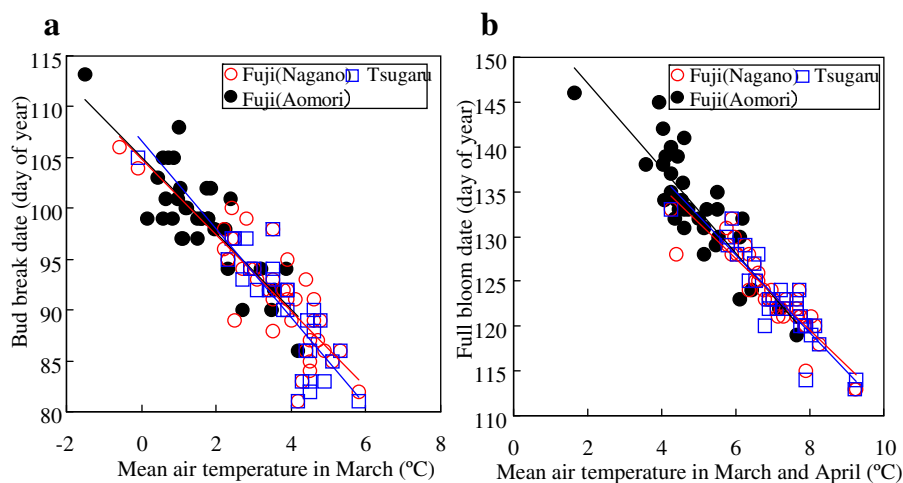 a
Fuji(Nagano) Tsugaru
Fuji(Aomori)
Bud break date (day of year)
115
110
105
100
95
90
85
80
-2 0 2 4 6 8
Mean air temperature in March (ºC)
b
Fuji(Nagano) Tsugaru
Fuji(Aomori)
Full bloom date (day of year)
150
145
140
135
130
125
120
115
110
0 2 4 6 8 10
Mean air temperature in March and April (ºC)